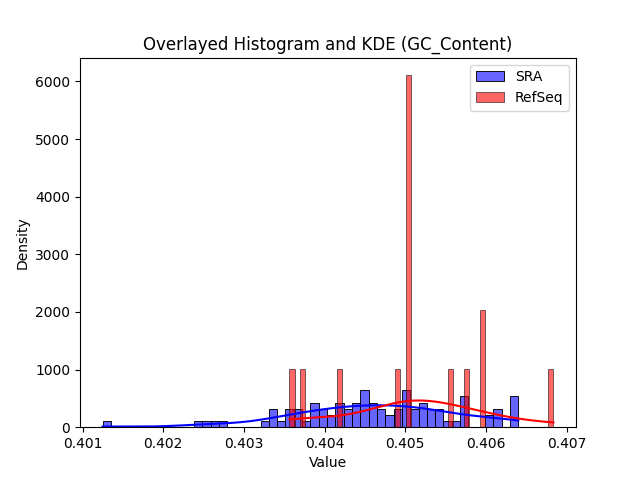 Overlayed Histogram and KDE (GC_Content)
SRA
RefSeq
6000
5000
4000
3000
2000
1000
0
Density
0.401 0.402 0.403 0.404 0.405 0.406 0.407
Value